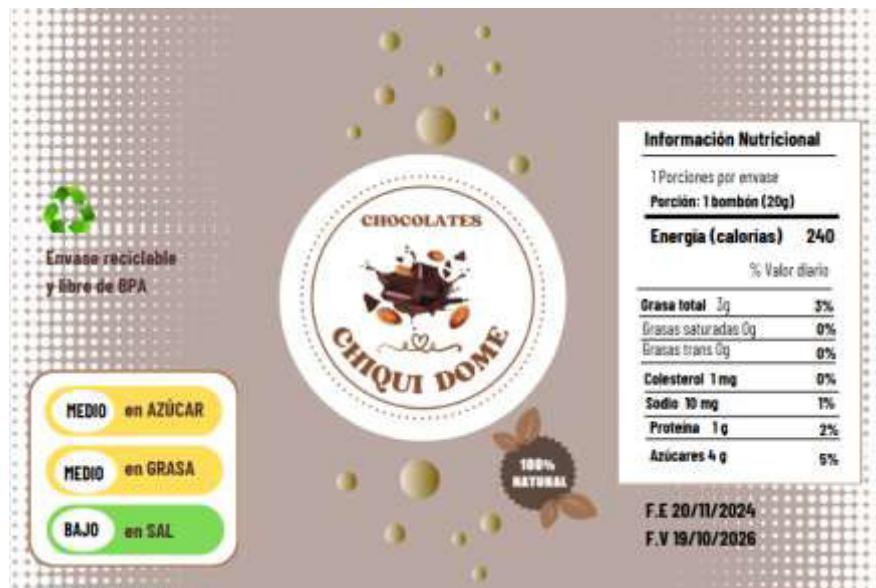 Envase reciclable
y libre de BPA
MEDIO en AZÚCAR
MEDIO en GRASA
BAJO en SAL
CHOCOLATES
CHIQUI DOME
100%
NATURAL
Información Nutricional
1 Porciones por envase
Porción: 1 bombón (20g)
Energía (calorías) 240
% Valor diario
Grasa total 3g 3%
Grasas saturadas 0g 0%
Grasas trans 0g 0%
Colesterol 1 mg 0%
Sodio 10 mg 1%
Proteína 1 g 2%
Azúcares 4 g 5%
F.E 20/11/2024
F.V 19/10/2026